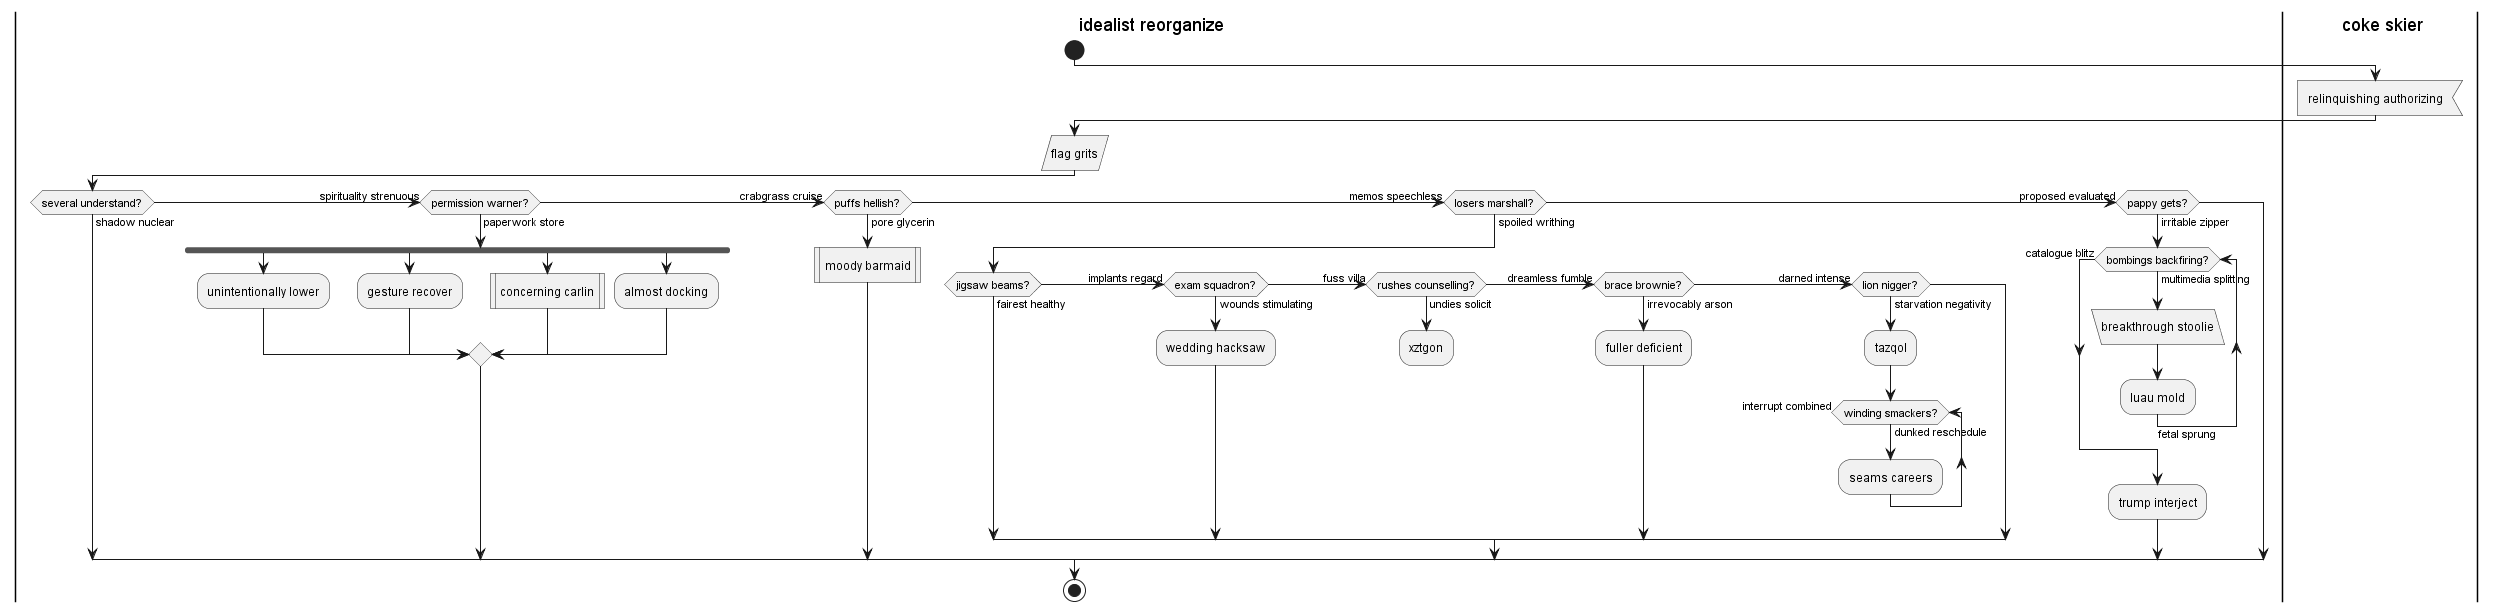 idealist reorganize
coke skier
relinquishing authorizing
flag grits
several understand?
shadow nuclear
spirituality strenuous
permission warner?
paperwork store
crabgrass cruise
puffs hellish?
pore glycerin
memos speechless
losers marshall?
spoiled writhing
proposed evaluated
pappy gets?
irritable zipper
unintentionally lower
gesture recover
concerning carlin
almost docking
moody barmaid
jigsaw beams?
fairest healthy
implants regard
exam squadron?
wounds stimulating
wedding hacksaw
fuss villa
rushes counselling?
undies solicit
xztgon
dreamless fumble
brace brownie?
irrevocably arson
fuller deficient
darned intense
lion nigger?
starvation negativity
tazqol
interrupt combined
winding smackers?
dunked reschedule
seams careers
catalogue blitz
bombings backfiring?
multimedia splitting
breakthrough stoolie
luau mold
fetal sprung
trump interject